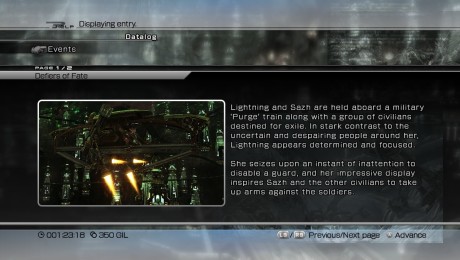 HELP
Displaying entry.
Datalog
Events
PAGE 1/2
Defiers of Fate
Lightning and Sazh are held aboard a military
'Purge' train along with a group of civilians
destined for exile. In stark contrast to the
uncertain and despairing people around her,
Lightning appears determined and focused.
She seizes upon an instant of inattention to
disable a guard, and her impressive display
inspires Sazh and the other civilians to take
up arms against the soldiers
01:23:18 350 GIL
/ Previous/Next page Advance